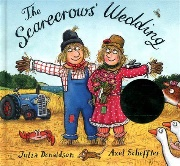 The Scarecrows' Wedding
Julia Donaldson Axel Scheffler